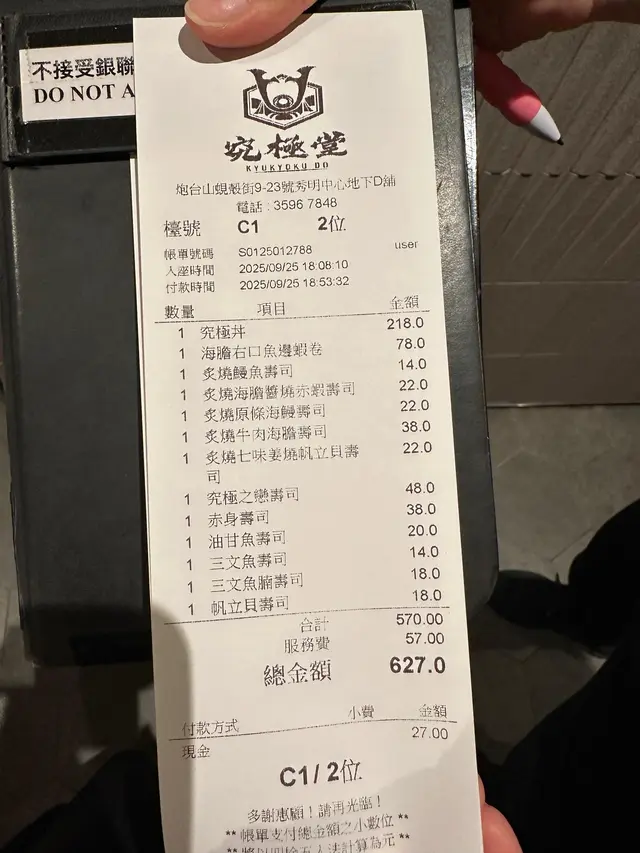 不接受銀聯
DO NOT A
究極堂
KYUKYOKU DO
炮台山蜆殼街9-23號秀明中心地下D舖
電話 : 3596 7848
檯號 C1 2位
帳單號碼 S0125012788 user
入座時間 2025/09/25 18:08:10
付款時間 2025/09/25 18:53:32
數量 項目 金額
1 究極丼 218.0
1 海膽右口魚邊蝦卷 78.0
1 炙燒鰻魚壽司 14.0
1 炙燒海膽醬燒赤蝦壽司 22.0
1 炙燒原條海鰻壽司 22.0
1 炙燒牛肉海膽壽司 38.0
1 炙燒七味姜燒帆立貝壽 22.0
司
1 究極之戀壽司 48.0
1 赤身壽司 38.0
1 油甘魚壽司 20.0
1 三文魚壽司 14.0
1 三文魚腩壽司 18.0
1 帆立貝壽司 18.0
合計 570.00
服務費 57.00
總金額 627.0
付款方式 小費 金額
現金 27.00
C1 / 2位
多謝惠顧！請再光臨！
** 帳單支付總金額之小數位 **
** 將以四捨五入法計算為元 **